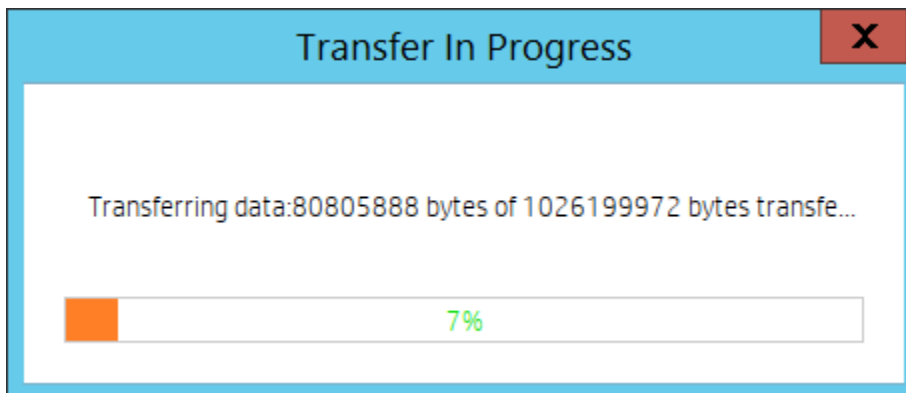 Transfer In Progress
X
Transferring data:80805888 bytes of 1026199972 bytes transfe...
7%